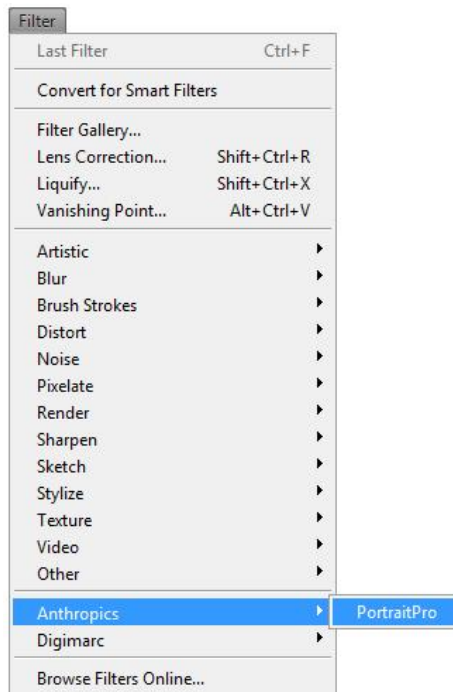 Filter
Last Filter Ctrl+F
Convert for Smart Filters
Filter Gallery...
Lens Correction... Shift+Ctrl+R
Liquify... Shift+Ctrl+X
Vanishing Point... Alt+Ctrl+V
Artistic
Blur
Brush Strokes
Distort
Noise
Pixelate
Render
Sharpen
Sketch
Stylize
Texture
Video
Other
Anthropics PortraitPro
Digimarc
Browse Filters Online...